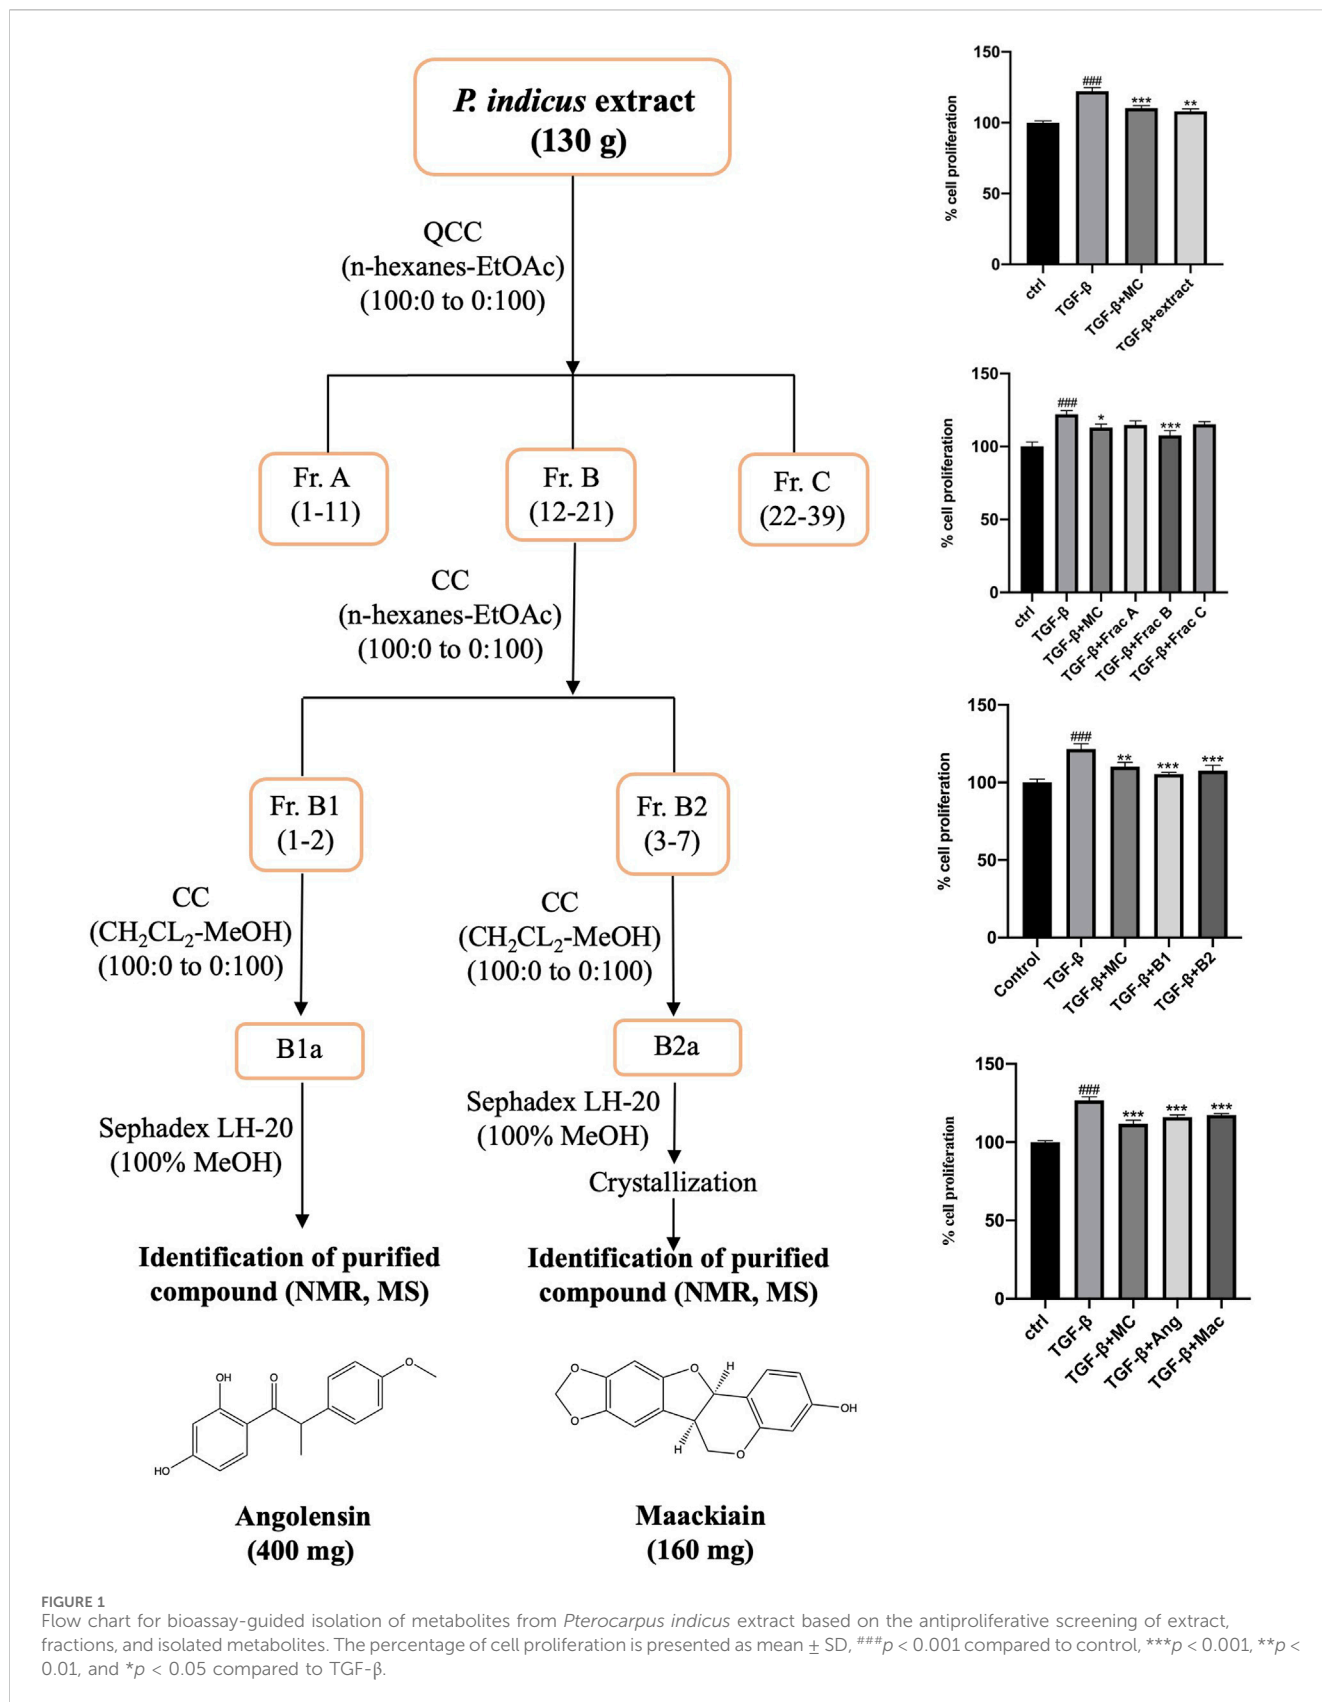 P. indicus extract
(130 g)
QCC
(n-hexanes-EtOAc)
(100:0 to 0:100)
Fr. A
(1-11)
Fr. B
(12-21)
Fr. C
(22-39)
CC
(n-hexanes-EtOAc)
(100:0 to 0:100)
Fr. B1
(1-2)
Fr. B2
(3-7)
CC
(CH₂CL₂-MeOH)
(100:0 to 0:100)
CC
(CH₂CL₂-MeOH)
(100:0 to 0:100)
B1a
B2a
Sephadex LH-20
(100% MeOH)
Sephadex LH-20
(100% MeOH)
Crystallization
Identification of purified
compound (NMR, MS)
Identification of purified
compound (NMR, MS)
OH
O
O
HO
O
O
O
H
H
O
OH
Angolensin
(400 mg)
Maackiain
(160 mg)
% cell proliferation
150
100
50
0
###
***
**
ctrl
TGF-β
TGF-β+MC
TGF-β+extract
% cell proliferation
150
100
50
0
###
*
***
ctrl
TGF-β
TGF-β+MC
TGF-β+Frac A
TGF-β+Frac B
TGF-β+Frac C
% cell proliferation
150
100
50
0
###
**
***
***
Control
TGF-β
TGF-β+MC
TGF-β+B1
TGF-β+B2
% cell proliferation
150
100
50
0
###
***
***
***
ctrl
TGF-β
TGF-β+MC
TGF-β+Ang
TGF-β+Mac
FIGURE 1
Flow chart for bioassay-guided isolation of metabolites from Pterocarpus indicus extract based on the antiproliferative screening of extract,
fractions, and isolated metabolites. The percentage of cell proliferation is presented as mean ± SD, ###p < 0.001 compared to control, ***p < 0.001, **p <
0.01, and *p < 0.05 compared to TGF-β.